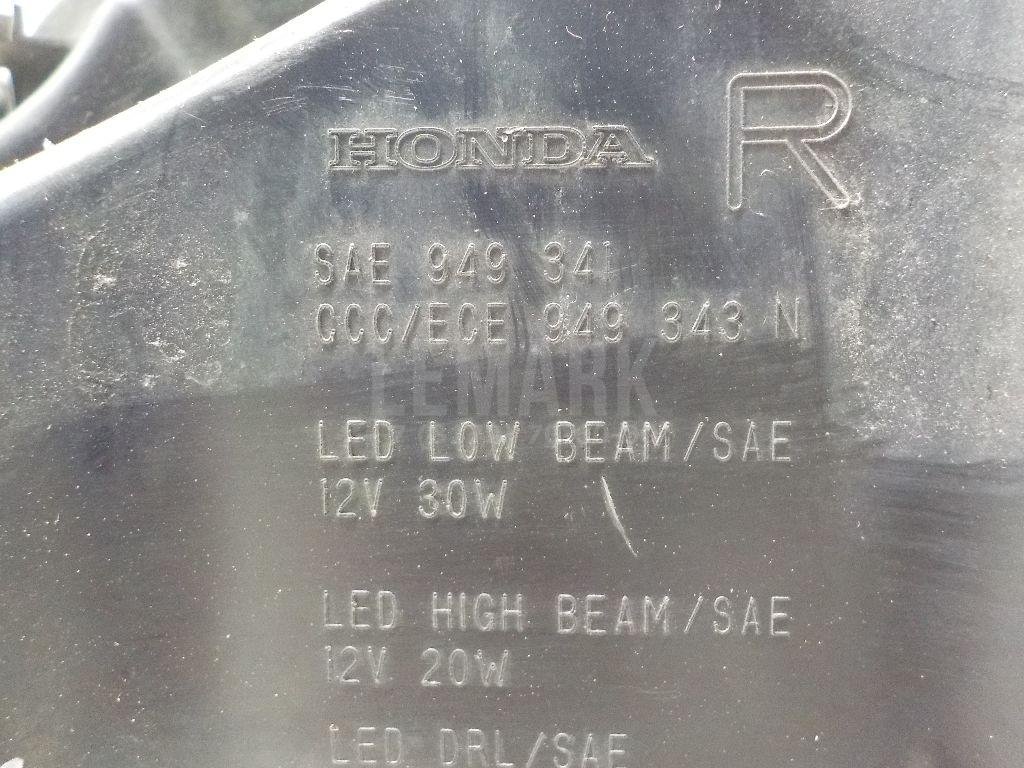 HONDA
R
SAE 949 341
CCC/ECE 949 343 N
LEMARK
LED LOW BEAM/SAE
12V 30W
LED HIGH BEAM/SAE
12V 20W
LED DRL/SAE